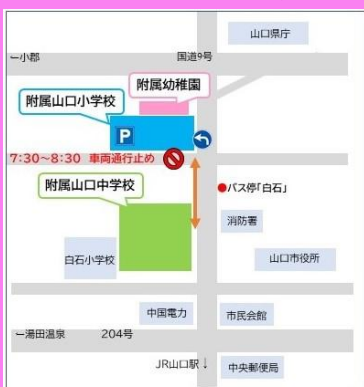 山口県庁
←小郡
国道9号
附属幼稚園
附属山口小学校
P
7:30～8:30 車両通行止め
附属山口中学校
バス停「白石」
消防署
白石小学校
山口市役所
中国電力
市民会館
←湯田温泉
204号
JR山口駅↓
中央郵便局